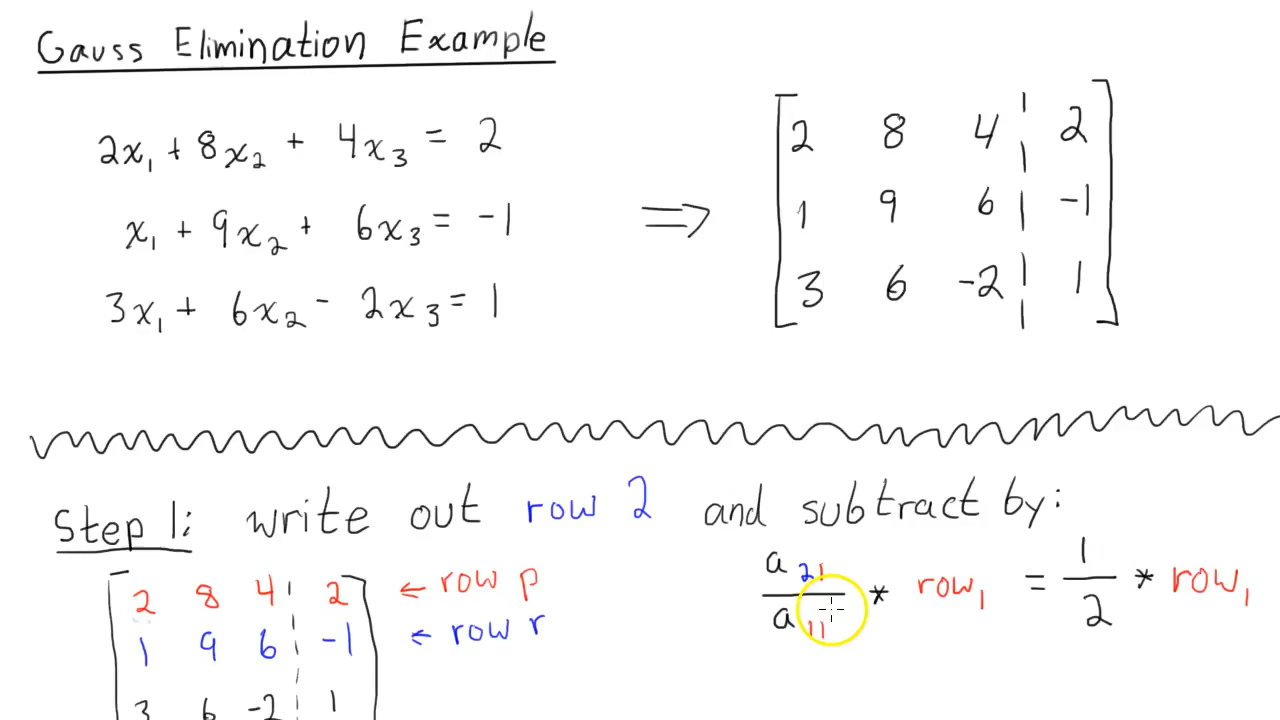 Gauss Elimination Example
2x₁ + 8x₂ + 4x₃ = 2
x₁ + 9x₂ + 6x₃ = -1
3x₁ + 6x₂ - 2x₃ = 1
⇒
2 8 4 2
1 9 6 -1
3 6 -2 1
Step 1: write out row 2 and subtract by:
2 8 4 2 ← row p
1 9 6 -1 ← row r
3 6 -2 1
a₂₁/a₁₁ * row₁ = 1/2 * row₁